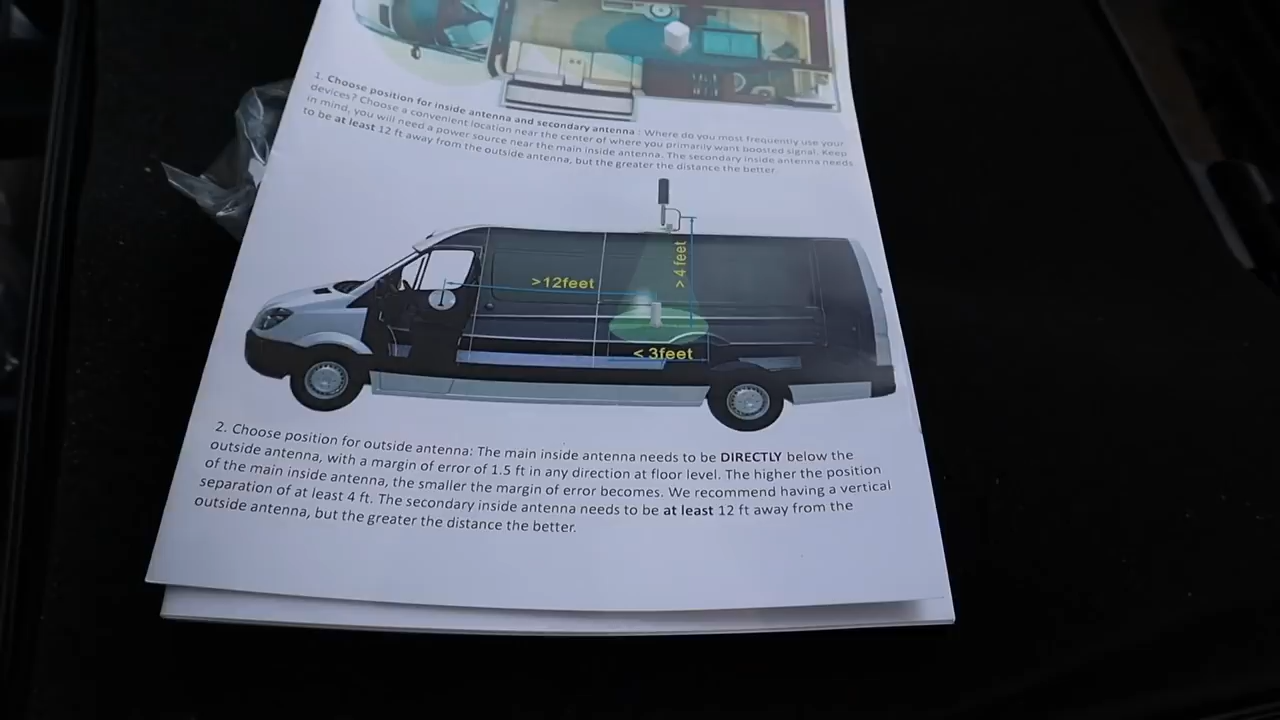 1. Choose position for inside antenna and secondary antenna : Where do you most frequently use your
devices? Choose a convenient location near the center of where you primarily want boosted signal. Keep
in mind, you will need a power source near the main inside antenna. The secondary inside antenna needs
to be at least 12 ft away from the outside antenna, but the greater the distance the better.
>12feet
> 4 feet
< 3feet
2. Choose position for outside antenna: The main inside antenna needs to be DIRECTLY below the
outside antenna, with a margin of error of 1.5 ft in any direction at floor level. The higher the position
of the main inside antenna, the smaller the margin of error becomes. We recommend having a vertical
separation of at least 4 ft. The secondary inside antenna needs to be at least 12 ft away from the
outside antenna, but the greater the distance the better.